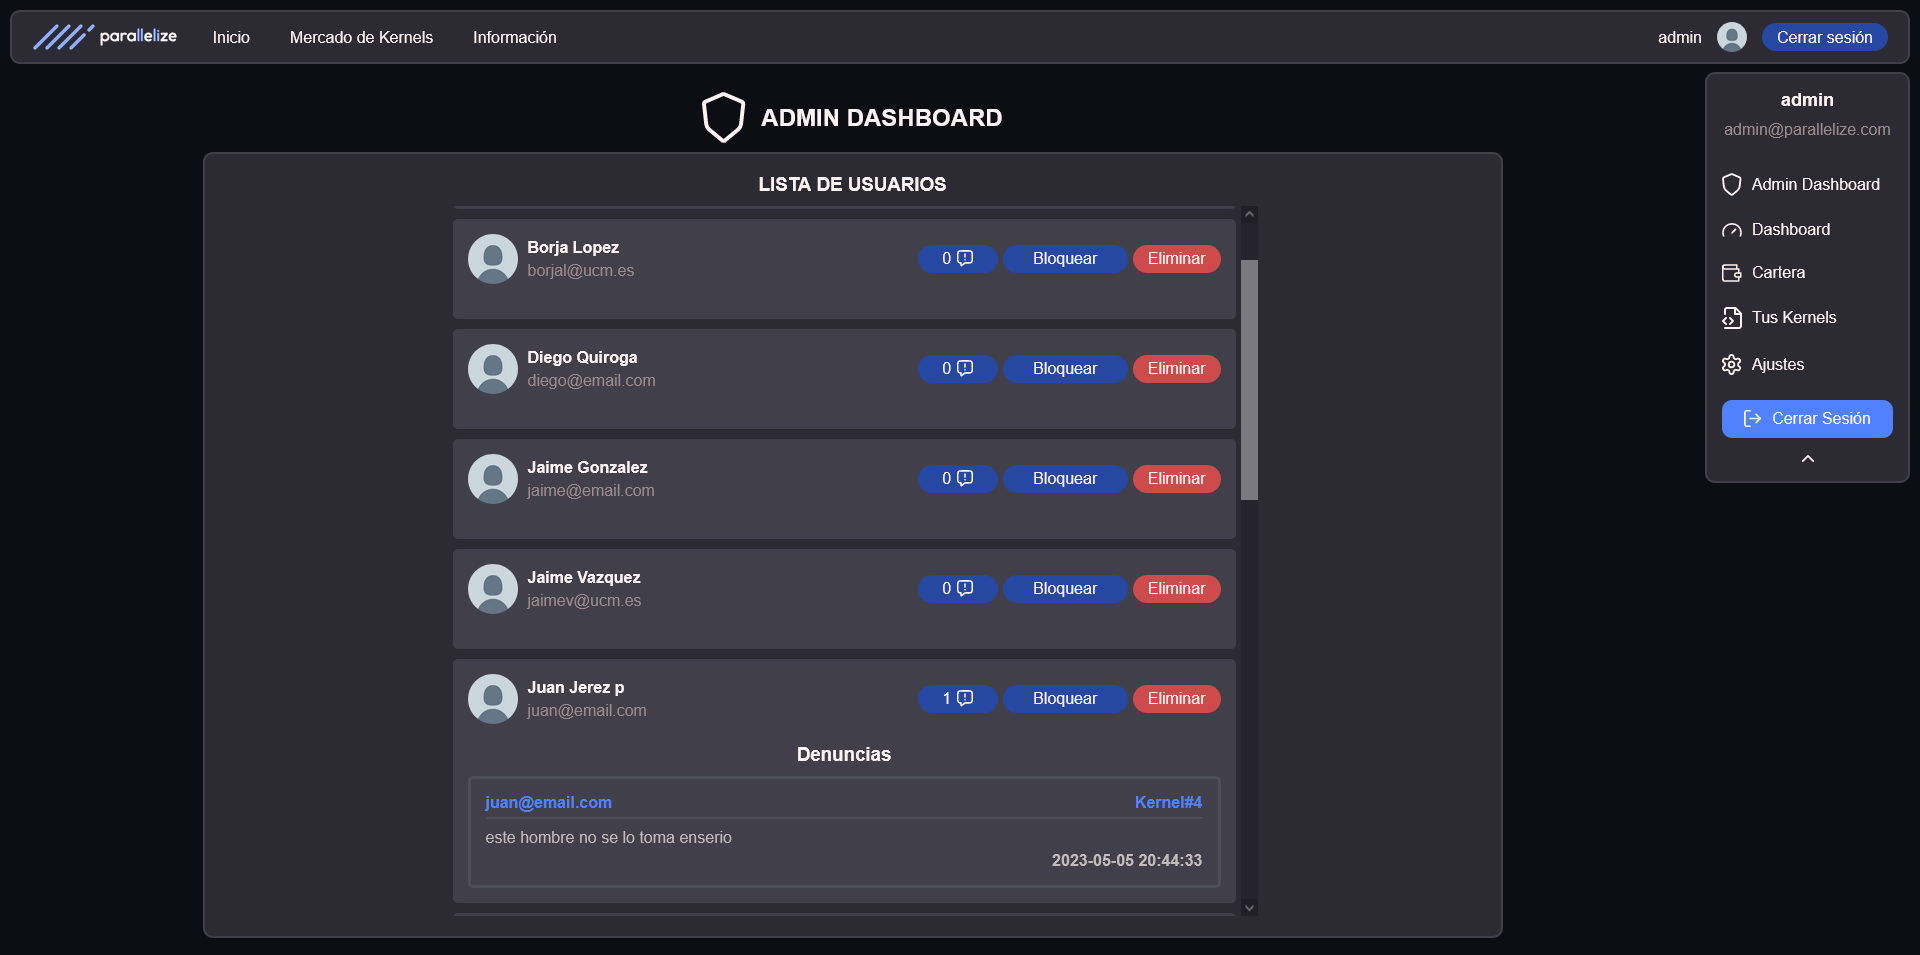 parallelize Inicio Mercado de Kernels Información admin Cerrar sesión
ADMIN DASHBOARD
LISTA DE USUARIOS
Borja Lopez
borjal@ucm.es
0 Bloquear Eliminar
Diego Quiroga
diego@email.com
0 Bloquear Eliminar
Jaime Gonzalez
jaime@email.com
0 Bloquear Eliminar
Jaime Vazquez
jaimev@ucm.es
0 Bloquear Eliminar
Juan Jerez p
juan@email.com
1 Bloquear Eliminar
Denuncias
juan@email.com Kernel#4
este hombre no se lo toma enserio
2023-05-05 20:44:33
admin
admin@parallelize.com
Admin Dashboard
Dashboard
Cartera
Tus Kernels
Ajustes
Cerrar Sesión